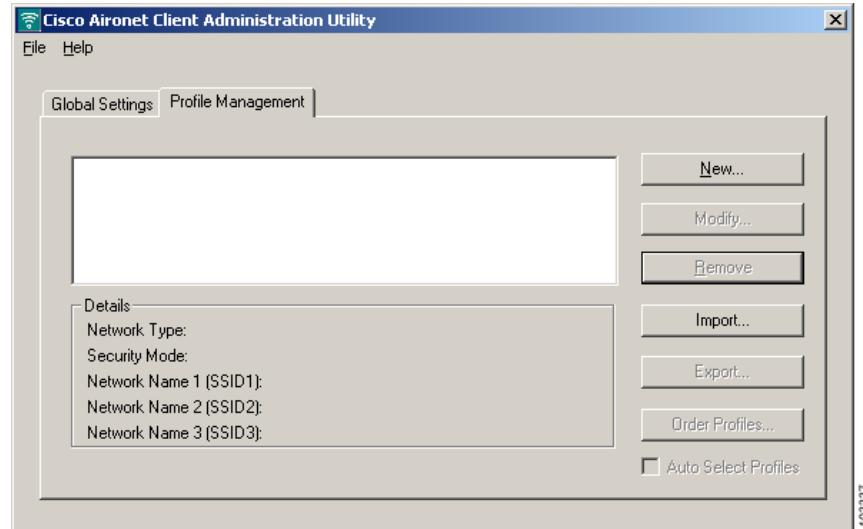 Cisco Aironet Client Administration Utility
File Help
Global Settings Profile Management
New...
Modify...
Remove
Details
Network Type:
Security Mode:
Network Name 1 (SSID1):
Network Name 2 (SSID2):
Network Name 3 (SSID3):
Import...
Export...
Order Profiles...
Auto Select Profiles